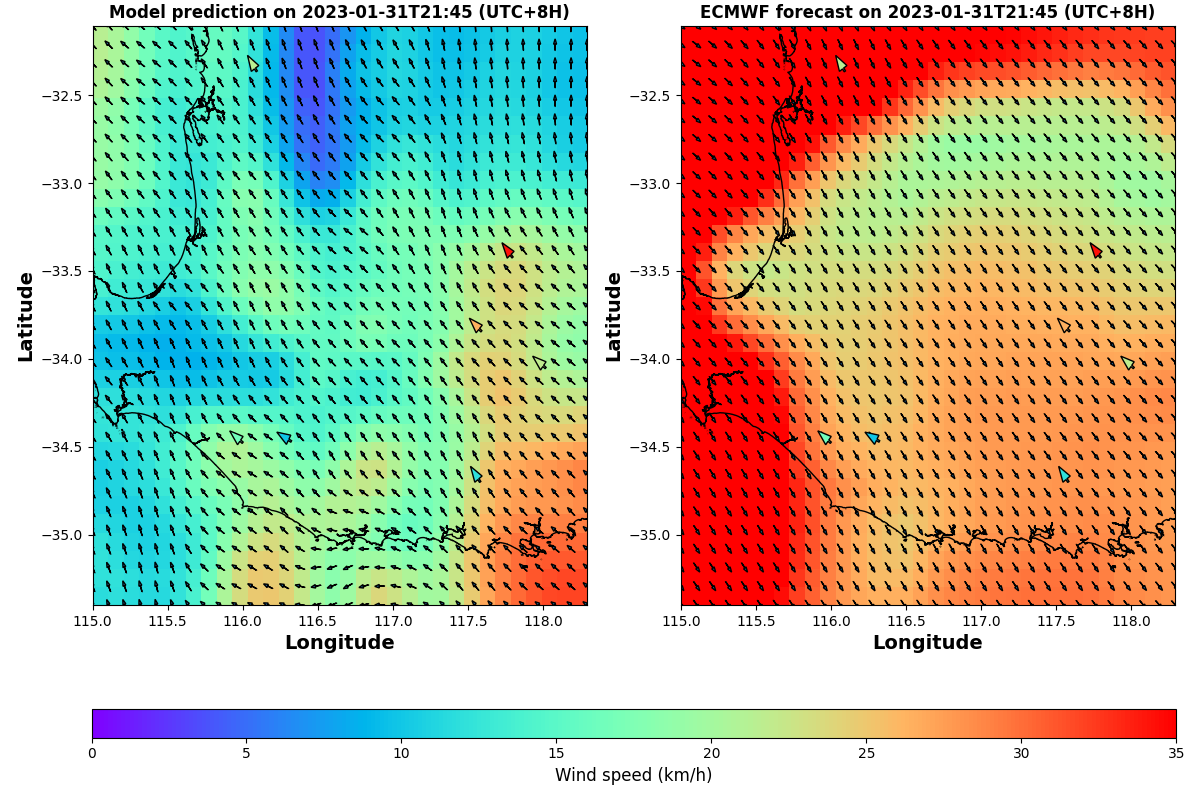 Model prediction on 2023-01-31T21:45 (UTC+8H)
ECMWF forecast on 2023-01-31T21:45 (UTC+8H)
Latitude
−32.5
−33.0
−33.5
−34.0
−34.5
−35.0
115.0 115.5 116.0 116.5 117.0 117.5 118.0
Longitude
Latitude
−32.5
−33.0
−33.5
−34.0
−34.5
−35.0
115.0 115.5 116.0 116.5 117.0 117.5 118.0
Longitude
0 5 10 15 20 25 30 35
Wind speed (km/h)